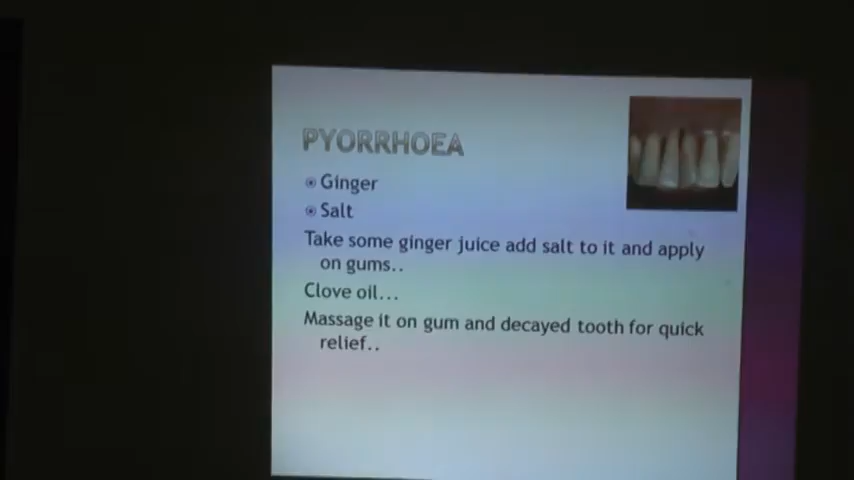 PYORRHOEA
Ginger
Salt
Take some ginger juice add salt to it and apply
on gums..
Clove oil...
Massage it on gum and decayed tooth for quick
relief..